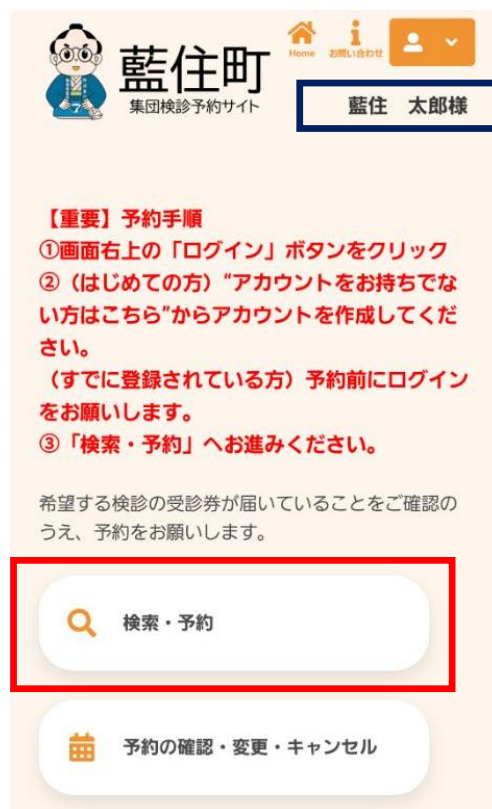 藍住町
集団検診予約サイト
Home
お問い合わせ
藍住 太郎様
【重要】予約手順
①画面右上の「ログイン」ボタンをクリック
②（はじめての方）“アカウントをお持ちでな
い方はこちら”からアカウントを作成してくだ
さい。
（すでに登録されている方）予約前にログイン
をお願いします。
③「検索・予約」へお進みください。
希望する検診の受診券が届いていることをご確認の
うえ、予約をお願いします。
検索・予約
予約の確認・変更・キャンセル